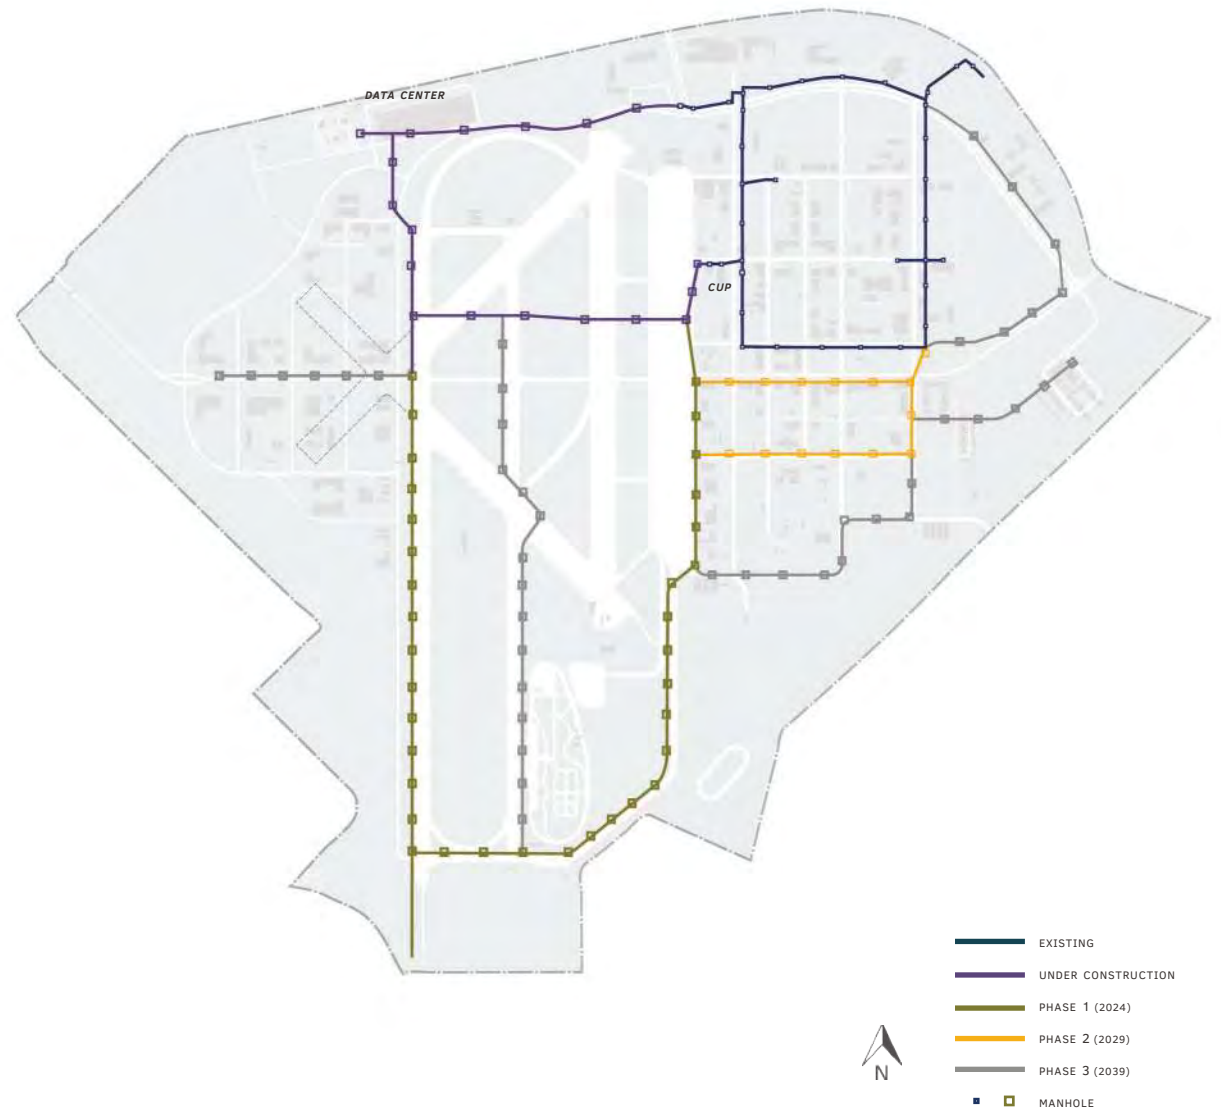 DATA CENTER
CUP
EXISTING
UNDER CONSTRUCTION
PHASE 1 (2024)
PHASE 2 (2029)
PHASE 3 (2039)
N
MANHOLE